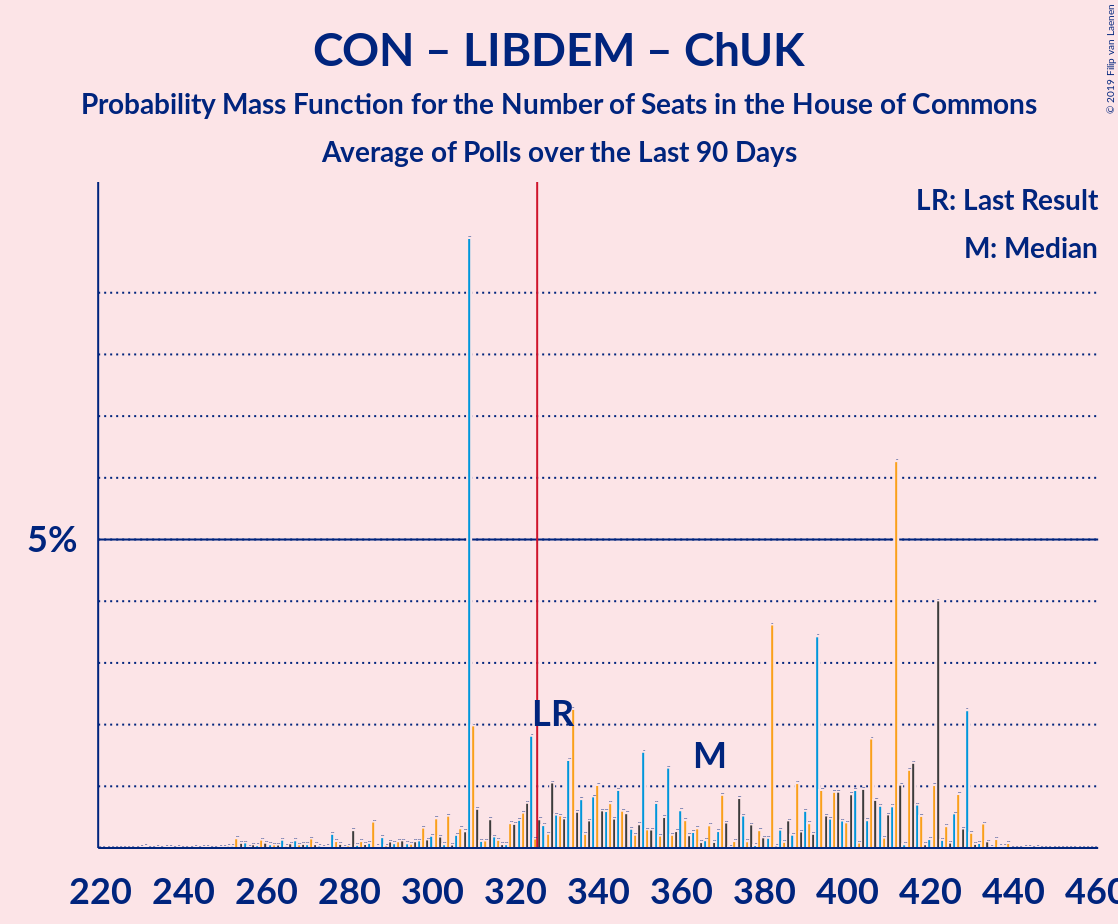 CON – LIBDEM – ChUK
Probability Mass Function for the Number of Seats in the House of Commons
Average of Polls over the Last 90 Days
© 2019 Filip van Laenen
LR: Last Result
M: Median
5%
LR
M
220 240 260 280 300 320 340 360 380 400 420 440 460